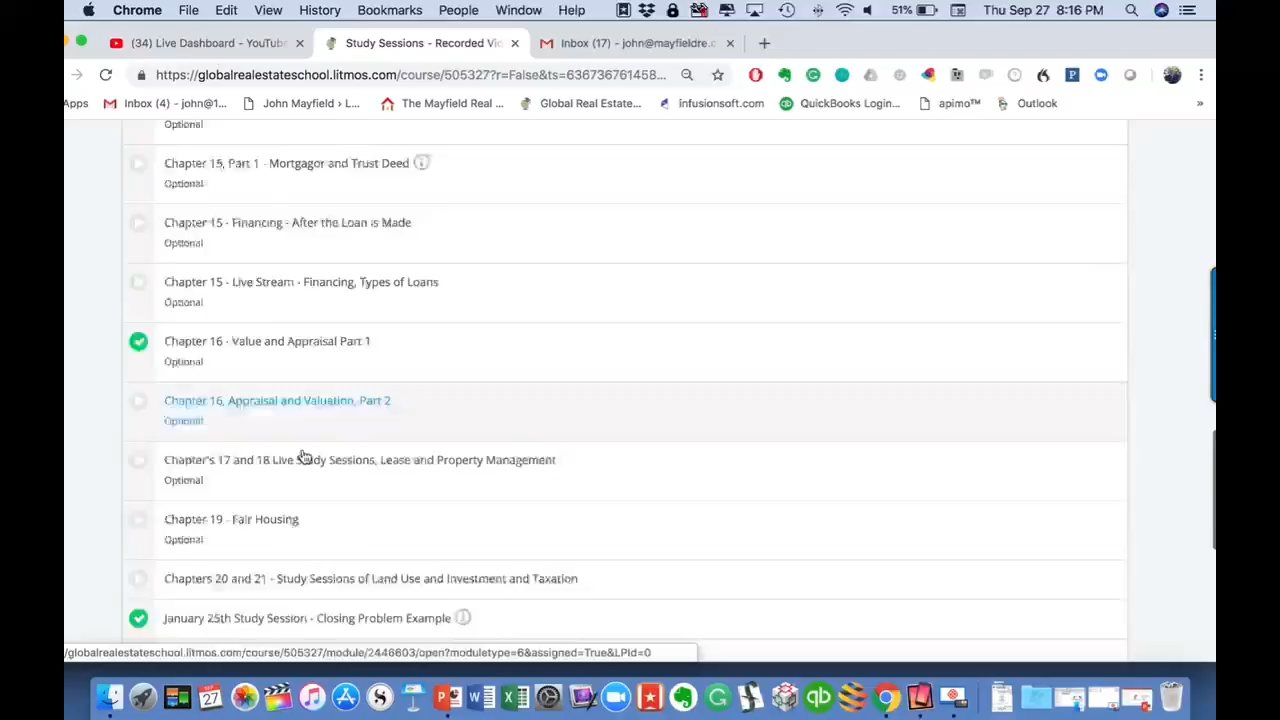 Chrome File Edit View History Bookmarks People Window Help 51% Thu Sep 27 8:16 PM
(34) Live Dashboard - YouTube Study Sessions - Recorded Vi Inbox (17) - john@mayfieldre.c
https://globalrealestateschool.litmos.com/course/505327?r=False&ts=636736761458...
Apps Inbox (4) - john@1... John Mayfield › L... The Mayfield Real ... Global Real Estate... infusionsoft.com QuickBooks Login... apimo™ Outlook »
Optional
Chapter 15, Part 1 - Mortgagor and Trust Deed
Optional
Chapter 15 - Financing - After the Loan is Made
Optional
Chapter 15 - Live Stream - Financing, Types of Loans
Optional
Chapter 16 - Value and Appraisal Part 1
Optional
Chapter 16, Appraisal and Valuation, Part 2
Optional
Chapter's 17 and 18 Live Study Sessions, Lease and Property Management
Optional
Chapter 19 - Fair Housing
Optional
Chapters 20 and 21 - Study Sessions of Land Use and Investment and Taxation
January 25th Study Session - Closing Problem Example
/globalrealestateschool.litmos.com/course/505327/module/2446603/open?moduletype=6&assigned=True&LPId=0